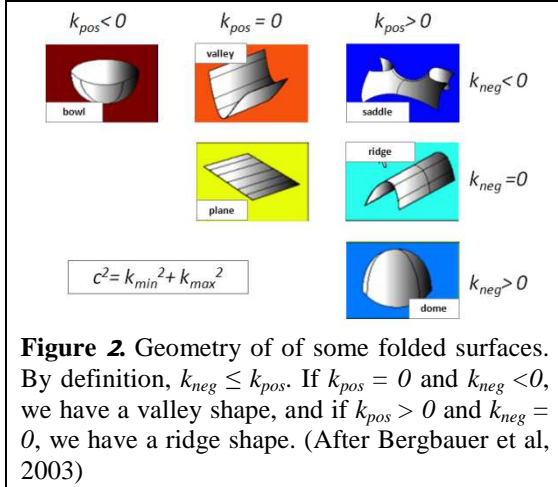 k_pos<0 k_pos = 0 k_pos>0
bowl
valley
saddle
k_neg<0
plane
ridge
k_neg=0
c²= k_min²+ k_max²
dome
k_neg>0
Figure 2. Geometry of of some folded surfaces.
By definition, k_neg ≤ k_pos. If k_pos = 0 and k_neg <0,
we have a valley shape, and if k_pos > 0 and k_neg =
0, we have a ridge shape. (After Bergbauer et al,
2003)